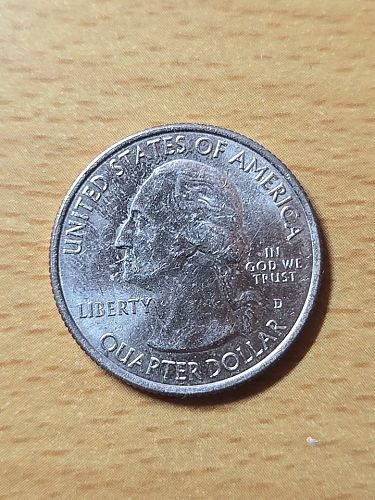 UNITED STATES OF AMERICA
IN
GOD WE
TRUST
LIBERTY
D
QUARTER DOLLAR